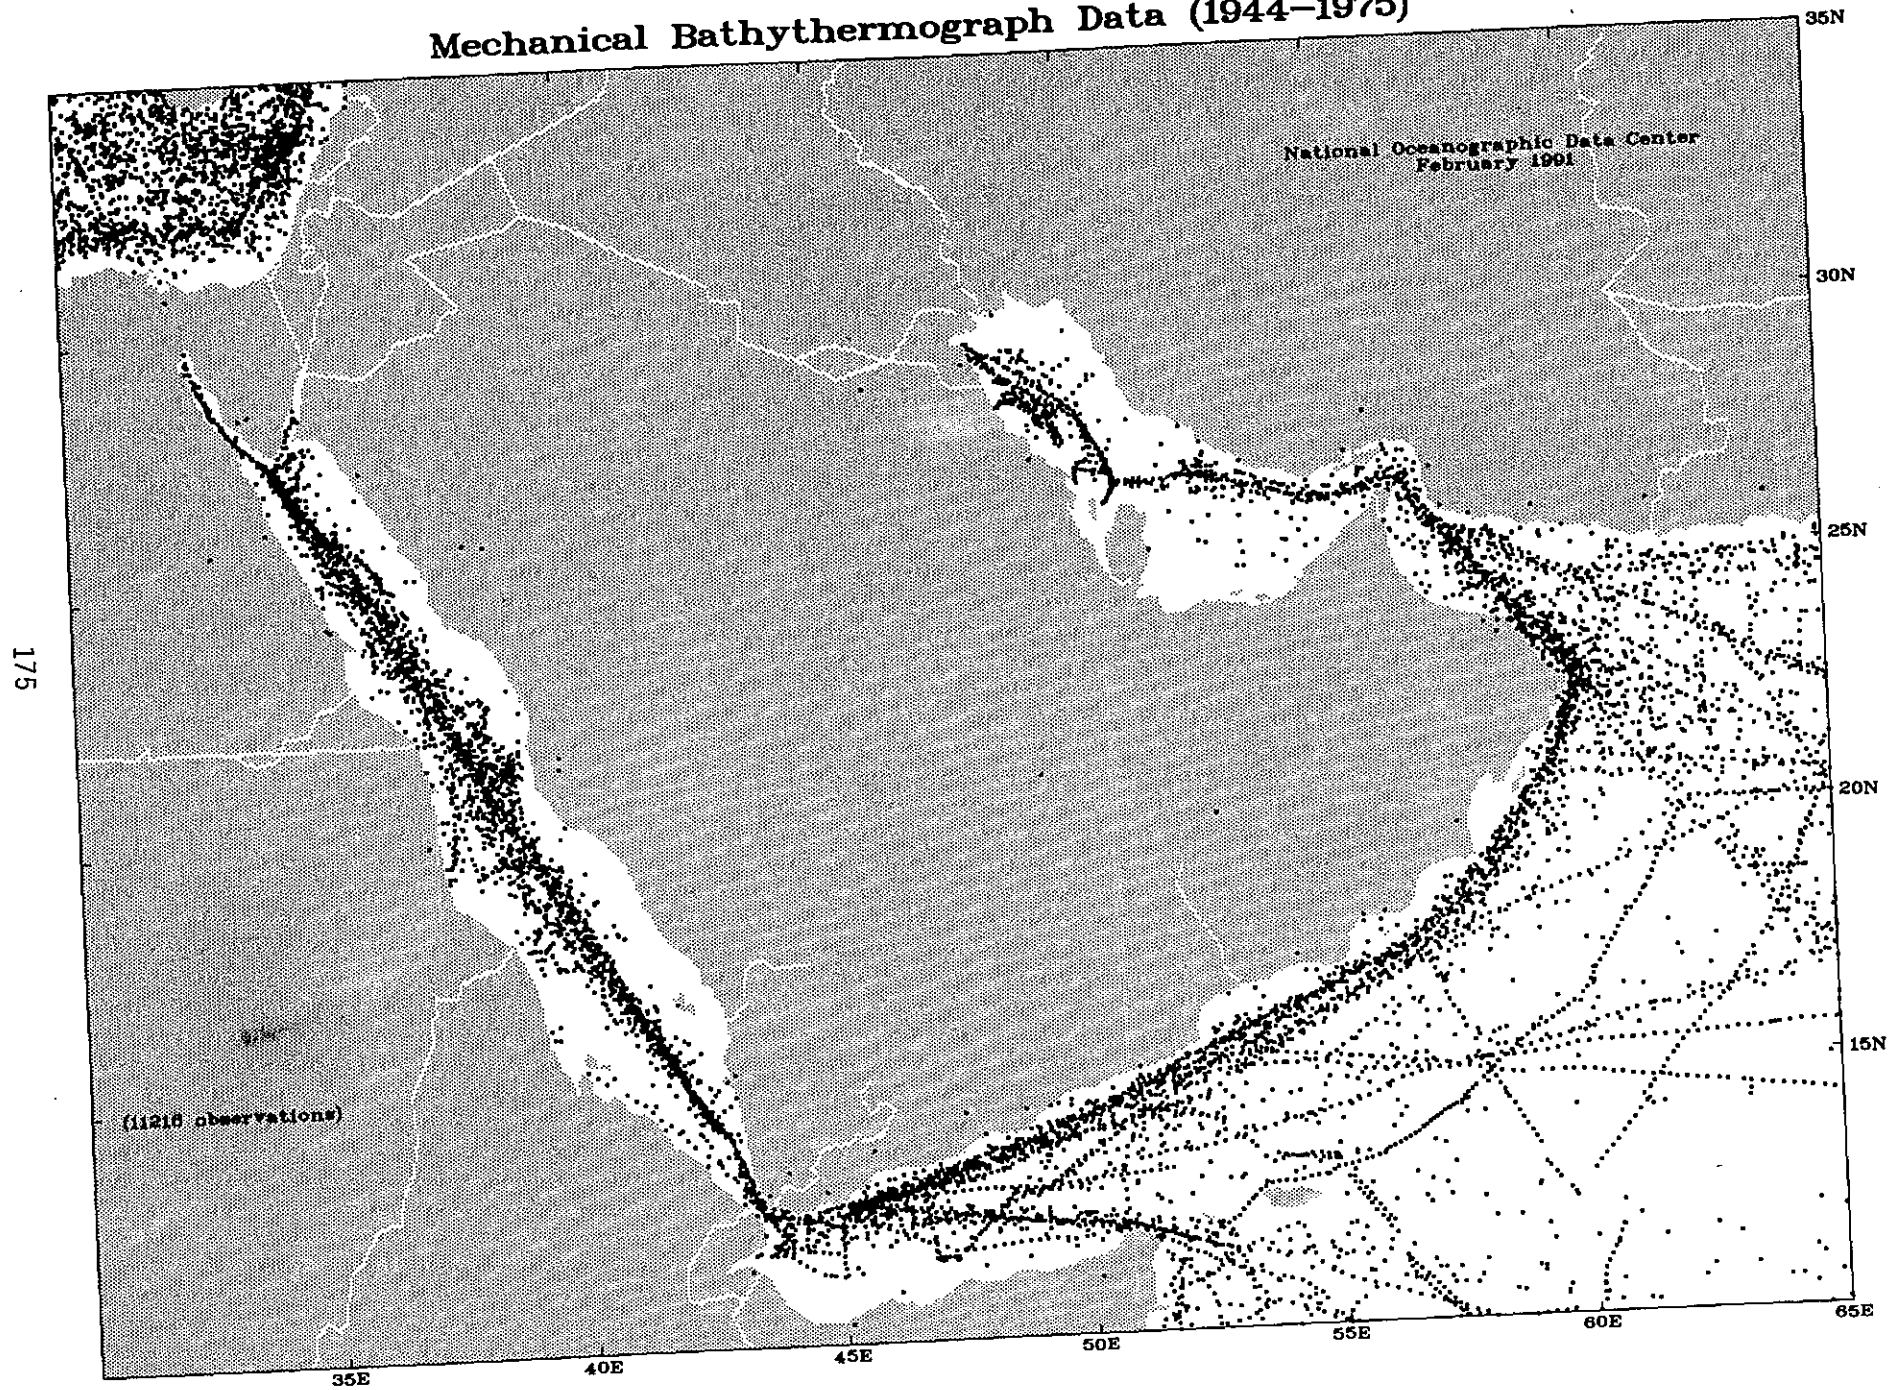 Mechanical Bathythermograph Data (1944–1975)
35N
National Oceanographic Data Center
February 1991
30N
25N
175
20N
15N
(11216 observations)
35E
40E
45E
50E
55E
60E
65E